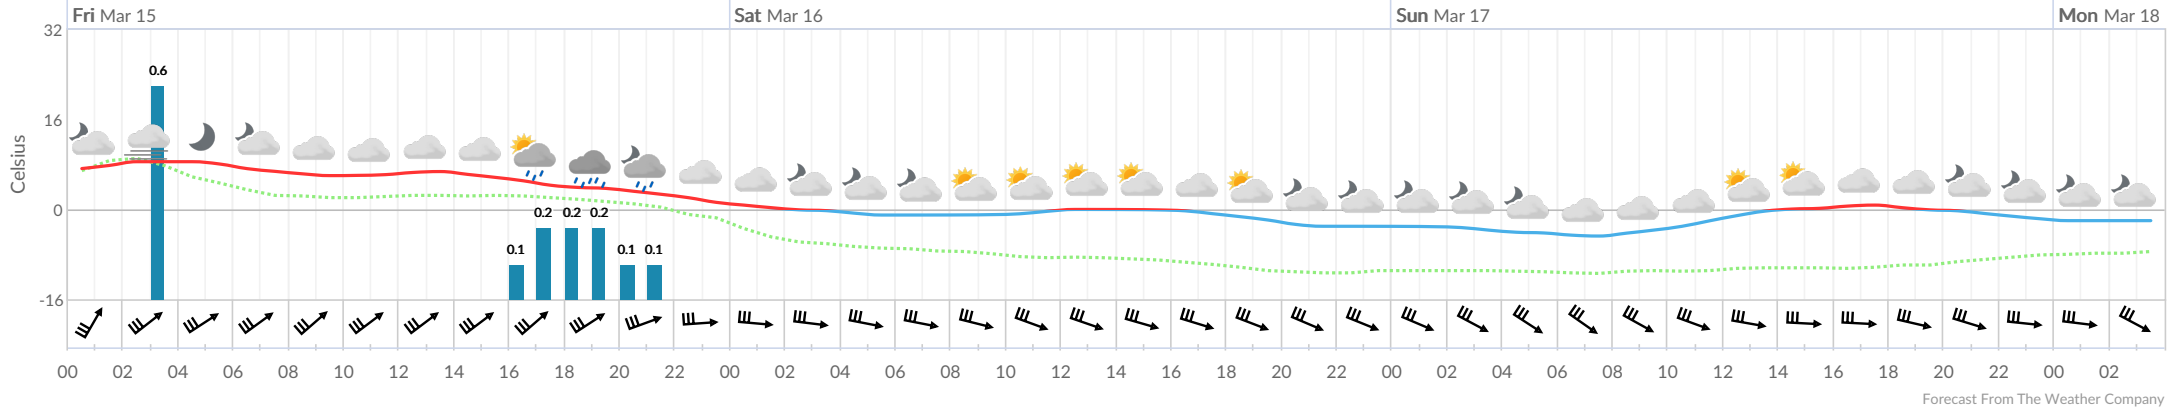 Fri Mar 15 Sat Mar 16 Sun Mar 17 Mon Mar 18
32
0.6
16
Celsius
0
0.2 0.2 0.2
0.1 0.1 0.1
-16
00 02 04 06 08 10 12 14 16 18 20 22 00 02 04 06 08 10 12 14 16 18 20 22 00 02 04 06 08 10 12 14 16 18 20 22 00 02
Forecast From The Weather Company